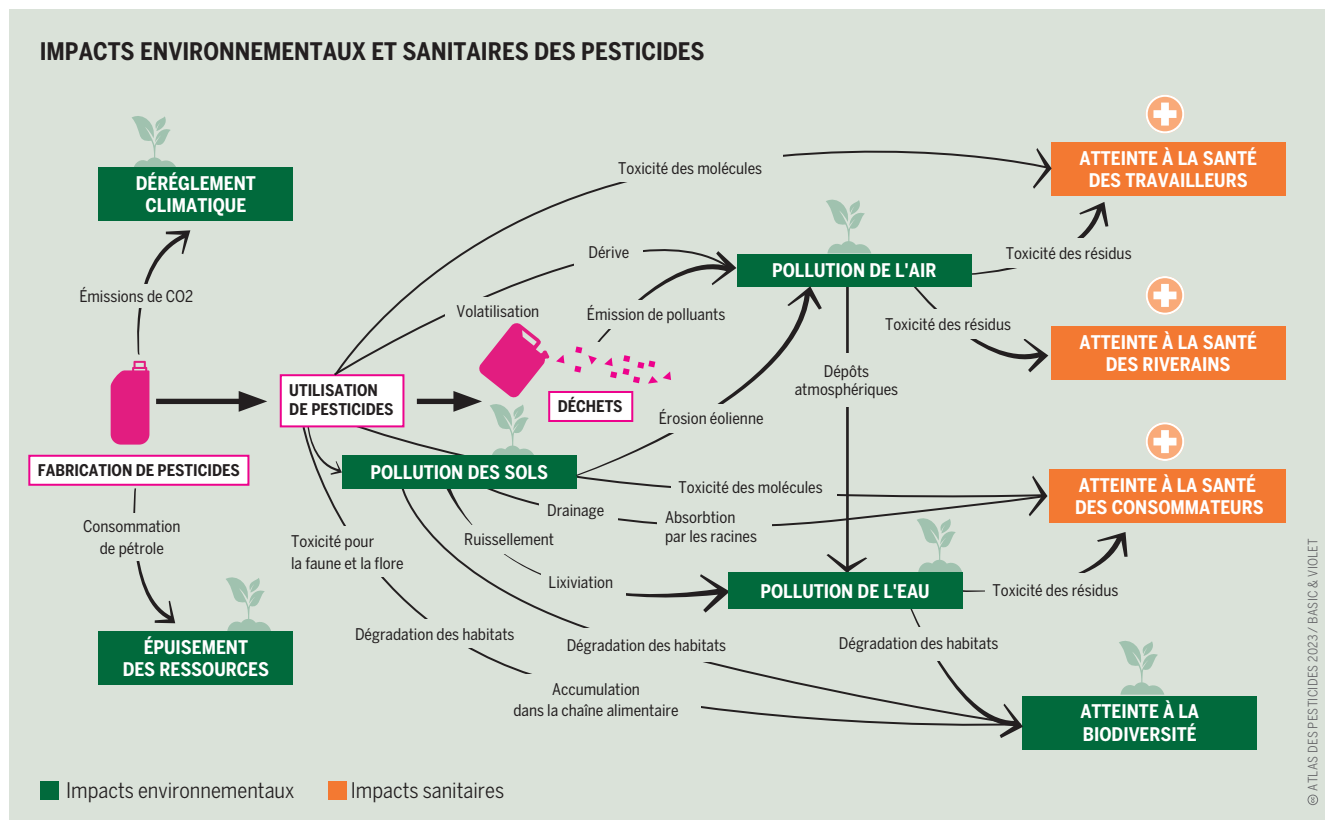 IMPACTS ENVIRONNEMENTAUX ET SANITAIRES DES PESTICIDES
DÉRÉGLEMENT
CLIMATIQUE
Émissions de CO2
FABRICATION DE PESTICIDES
Consommation
de pétrole
ÉPUISEMENT
DES RESSOURCES
UTILISATION
DE PESTICIDES
Toxicité des molécules
Dérive
Volatilisation
Émission de polluants
DÉCHETS
POLLUTION DES SOLS
Érosion éolienne
Toxicité des molécules
Drainage
Absorbtion
par les racines
Ruissellement
Lixiviation
Toxicité pour
la faune et la flore
Dégradation des habitats
Dégradation des habitats
Accumulation
dans la chaîne alimentaire
POLLUTION DE L'AIR
Toxicité des résidus
Toxicité des résidus
Dépôts
atmosphériques
POLLUTION DE L'EAU
Toxicité des résidus
Dégradation des habitats
ATTEINTE À LA SANTÉ
DES TRAVAILLEURS
ATTEINTE À LA SANTÉ
DES RIVERAINS
ATTEINTE À LA SANTÉ
DES CONSOMMATEURS
ATTEINTE À LA
BIODIVERSITÉ
Impacts environnementaux
Impacts sanitaires
ATLAS DES PESTICIDES 2023/ BASIC & VIOLET